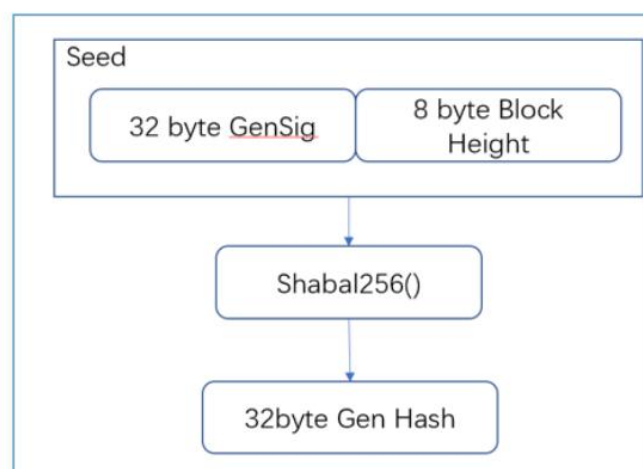 Seed
32 byte GenSig
8 byte Block
Height
Shabal256()
32byte Gen Hash